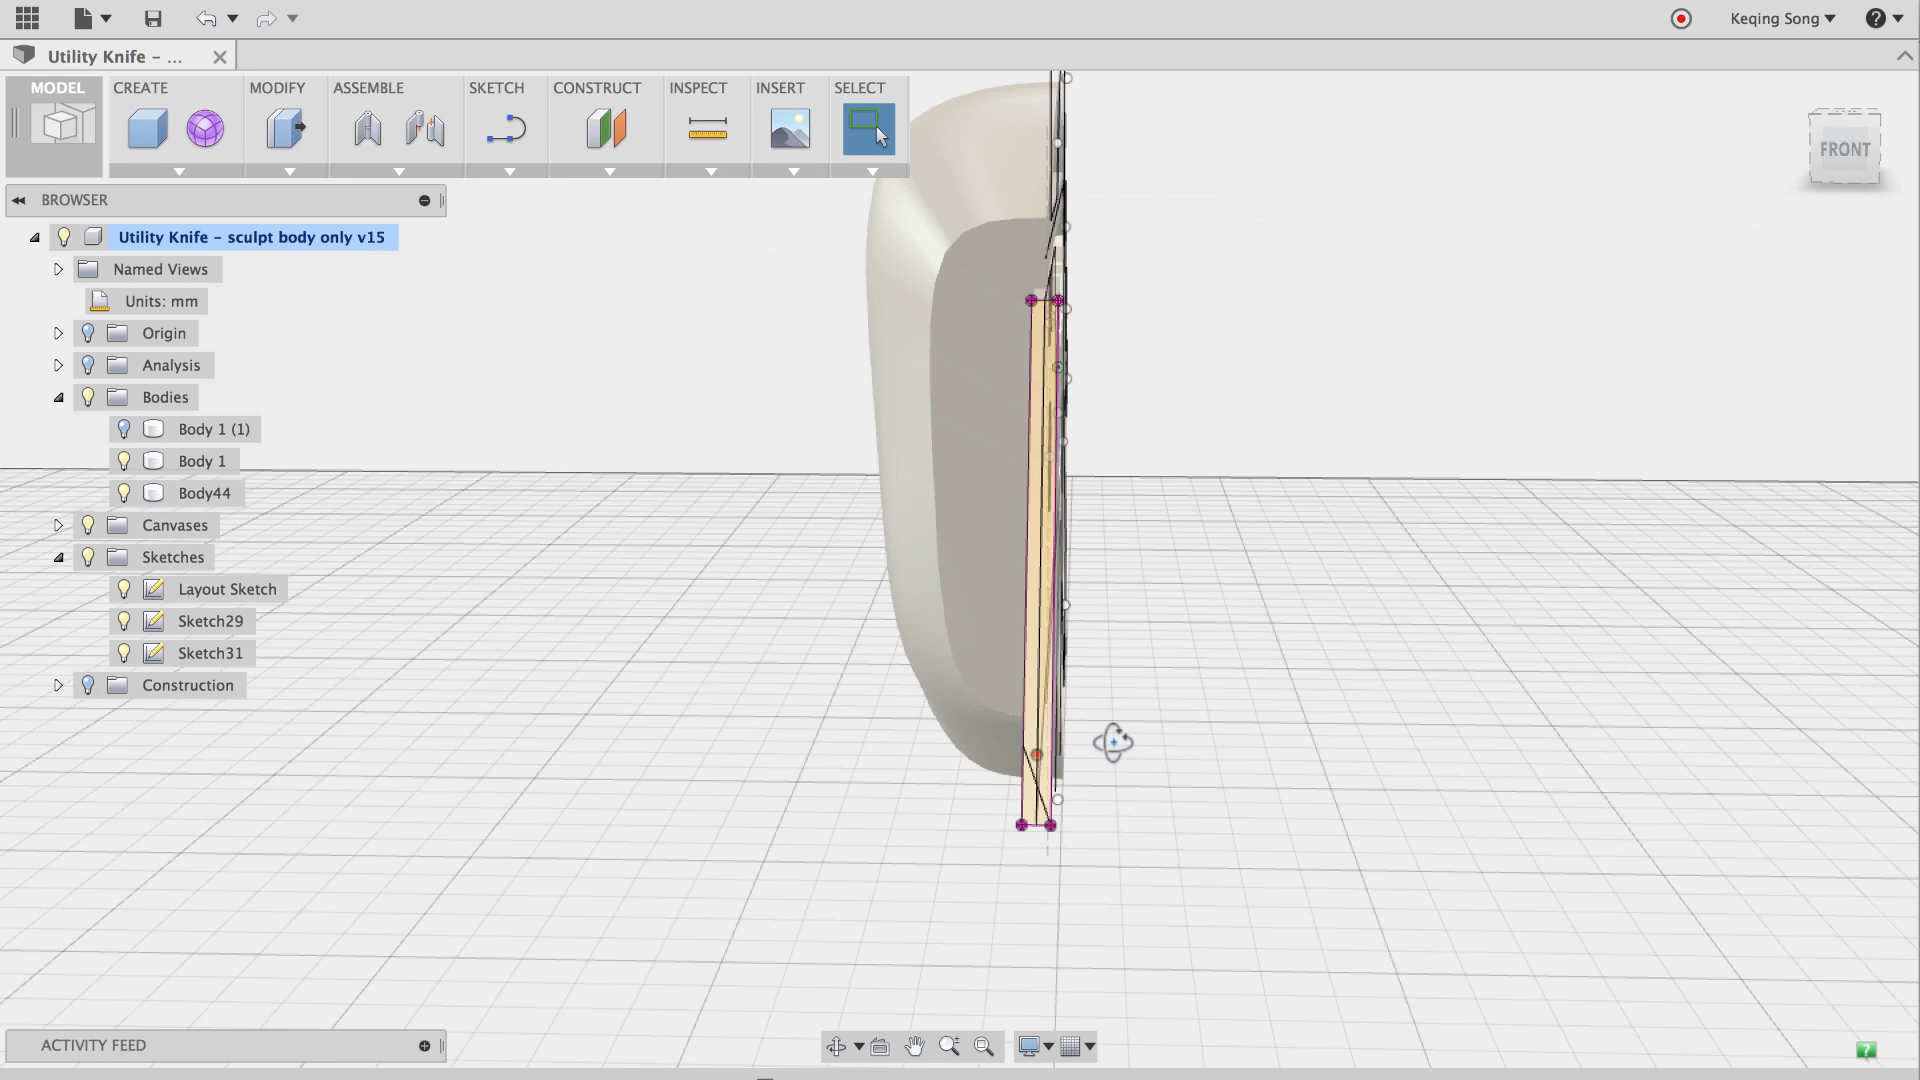 Keqing Song
Utility Knife – ...
MODEL
CREATE
MODIFY
ASSEMBLE
SKETCH
CONSTRUCT
INSPECT
INSERT
SELECT
FRONT
BROWSER
Utility Knife – sculpt body only v15
Named Views
Units: mm
Origin
Analysis
Bodies
Body 1 (1)
Body 1
Body44
Canvases
Sketches
Layout Sketch
Sketch29
Sketch31
Construction
ACTIVITY FEED